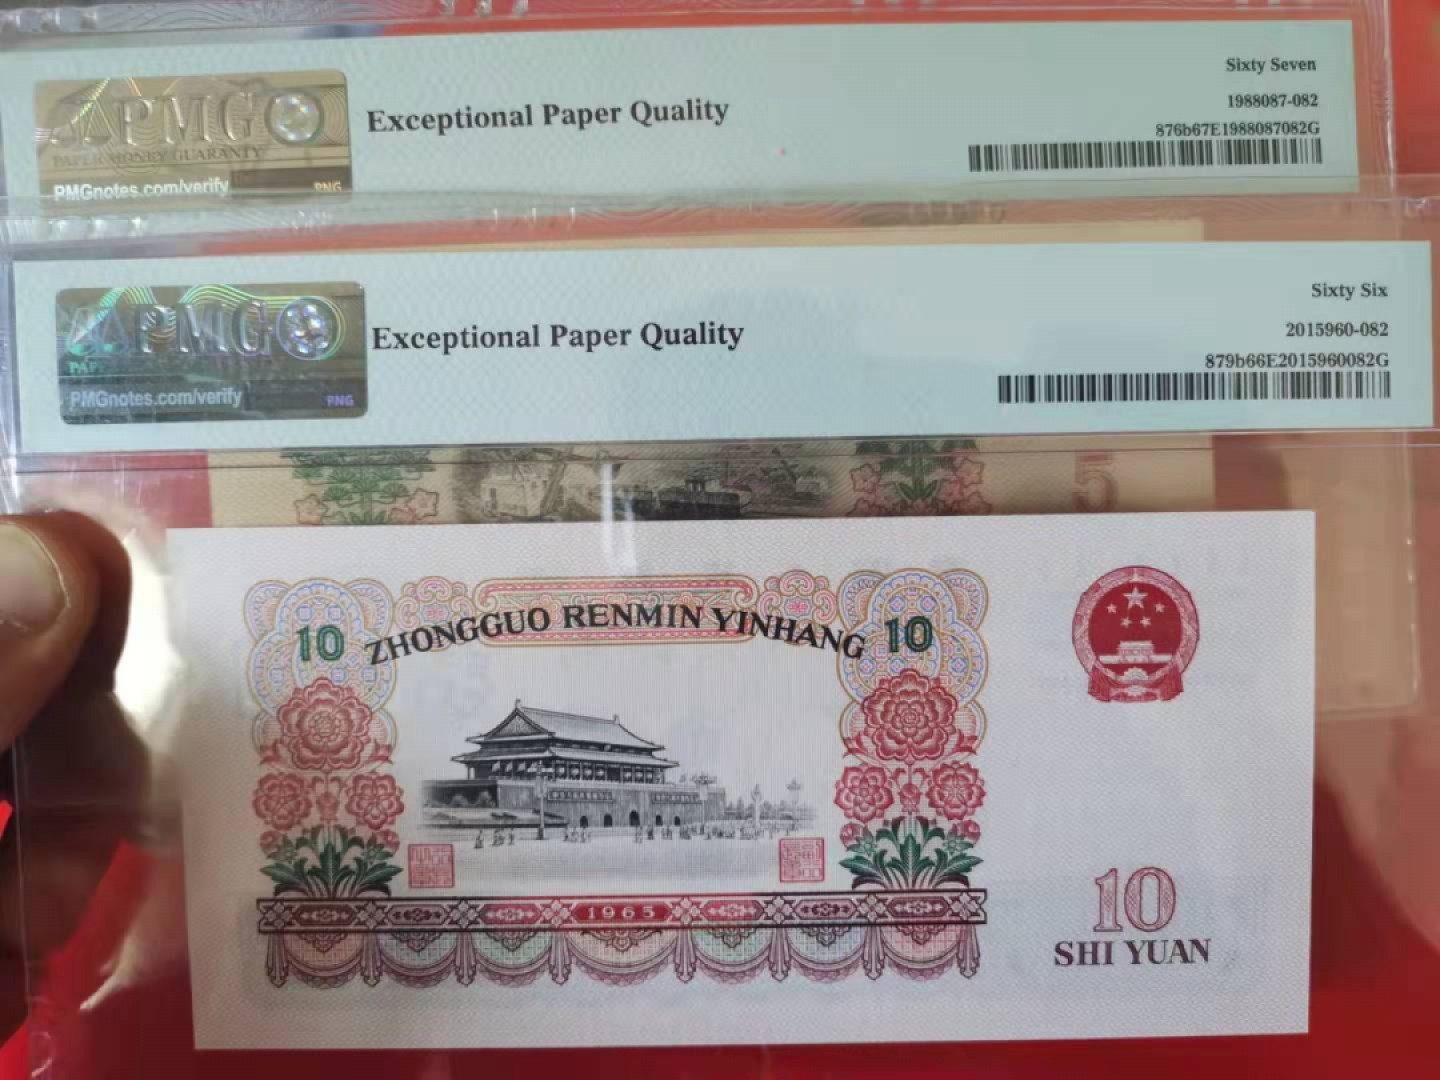 PMG
PAPER MONEY GUARANTY
PMGnotes.com/verify
PNG
Exceptional Paper Quality
Sixty Seven
1988087-082
876b67E1988087082G
PMG
PMGnotes.com/verify
PNG
Exceptional Paper Quality
Sixty Six
2015960-082
879b66E2015960082G
5
10 ZHONGGUO RENMIN YINHANG 10
1965
10
SHI YUAN